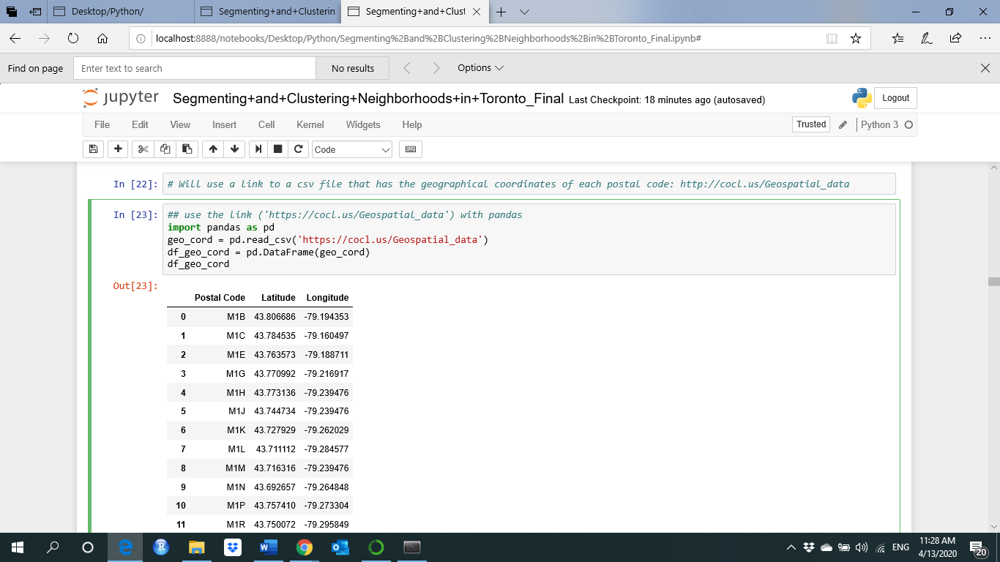 Desktop/Python/
Segmenting+and+Clusterin
Segmenting+and+Clust
localhost:8888/notebooks/Desktop/Python/Segmenting%2Band%2BClustering%2BNeighborhoods%2Bin%2BToronto_Final.ipynb#
Find on page
Enter text to search
No results
Options
jupyter
Segmenting+and+Clustering+Neighborhoods+in+Toronto_Final Last Checkpoint: 18 minutes ago (autosaved)
Logout
File Edit View Insert Cell Kernel Widgets Help
Trusted
Python 3
Code
In [22]: # Will use a link to a csv file that has the geographical coordinates of each postal code: http://cocl.us/Geospatial_data
In [23]: ## use the link ('https://cocl.us/Geospatial_data') with pandas
import pandas as pd
geo_cord = pd.read_csv('https://cocl.us/Geospatial_data')
df_geo_cord = pd.DataFrame(geo_cord)
df_geo_cord
Out[23]:
Postal Code Latitude Longitude
0 M1B 43.806686 -79.194353
1 M1C 43.784535 -79.160497
2 M1E 43.763573 -79.188711
3 M1G 43.770992 -79.216917
4 M1H 43.773136 -79.239476
5 M1J 43.744734 -79.239476
6 M1K 43.727929 -79.262029
7 M1L 43.711112 -79.284577
8 M1M 43.716316 -79.239476
9 M1N 43.692657 -79.264848
10 M1P 43.757410 -79.273304
11 M1R 43.750072 -79.295849
ENG
11:28 AM
4/13/2020
20